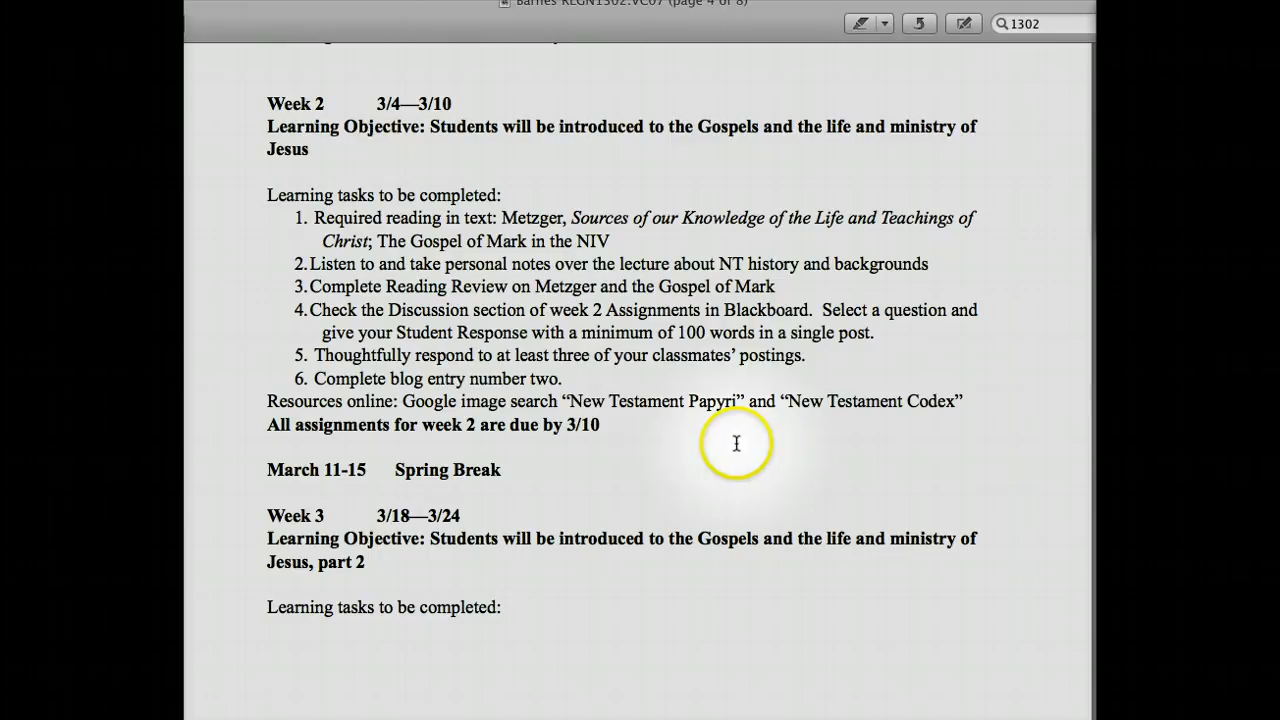 Barnes RLGN1302.VC07 (page 4 of 8)
5
1302
Week 2 3/4—3/10
Learning Objective: Students will be introduced to the Gospels and the life and ministry of
Jesus
Learning tasks to be completed:
1. Required reading in text: Metzger, Sources of our Knowledge of the Life and Teachings of
Christ; The Gospel of Mark in the NIV
2. Listen to and take personal notes over the lecture about NT history and backgrounds
3. Complete Reading Review on Metzger and the Gospel of Mark
4. Check the Discussion section of week 2 Assignments in Blackboard. Select a question and
give your Student Response with a minimum of 100 words in a single post.
5. Thoughtfully respond to at least three of your classmates’ postings.
6. Complete blog entry number two.
Resources online: Google image search “New Testament Papyri” and “New Testament Codex”
All assignments for week 2 are due by 3/10
March 11-15 Spring Break
Week 3 3/18—3/24
Learning Objective: Students will be introduced to the Gospels and the life and ministry of
Jesus, part 2
Learning tasks to be completed: